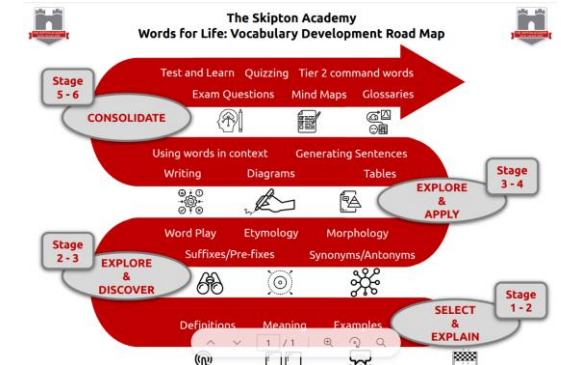 The Skipton Academy
Words for Life: Vocabulary Development Road Map
Stage
5 - 6
CONSOLIDATE
Test and Learn Quizzing Tier 2 command words
Exam Questions Mind Maps Glossaries
Using words in context Generating Sentences
Writing Diagrams Tables
Stage
3 - 4
EXPLORE
&
APPLY
Word Play Etymology Morphology
Suffixes/Pre-fixes Synonyms/Antonyms
Stage
2 - 3
EXPLORE
&
DISCOVER
Stage
1 - 2
SELECT
&
EXPLAIN
Definitions Meaning Examples
1 / 1